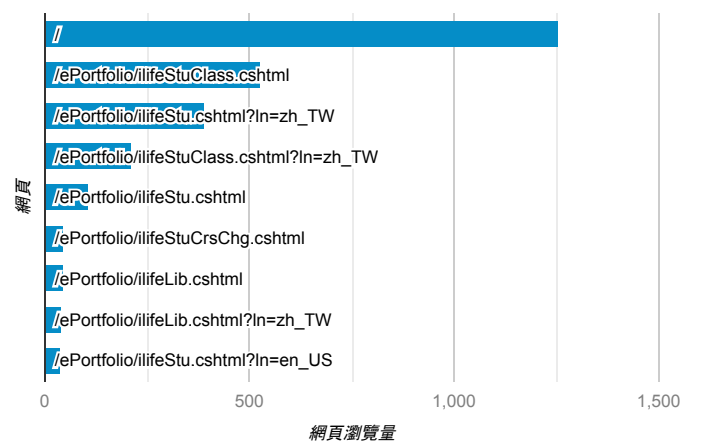 /
/ePortfolio/ilifeStuClass.cshtml
/ePortfolio/ilifeStu.cshtml?ln=zh_TW
/ePortfolio/ilifeStuClass.cshtml?ln=zh_TW
/ePortfolio/ilifeStu.cshtml
/ePortfolio/ilifeStuCrsChg.cshtml
/ePortfolio/ilifeLib.cshtml
/ePortfolio/ilifeLib.cshtml?ln=zh_TW
/ePortfolio/ilifeStu.cshtml?ln=en_US
網頁
0 500 1,000 1,500
網頁瀏覽量